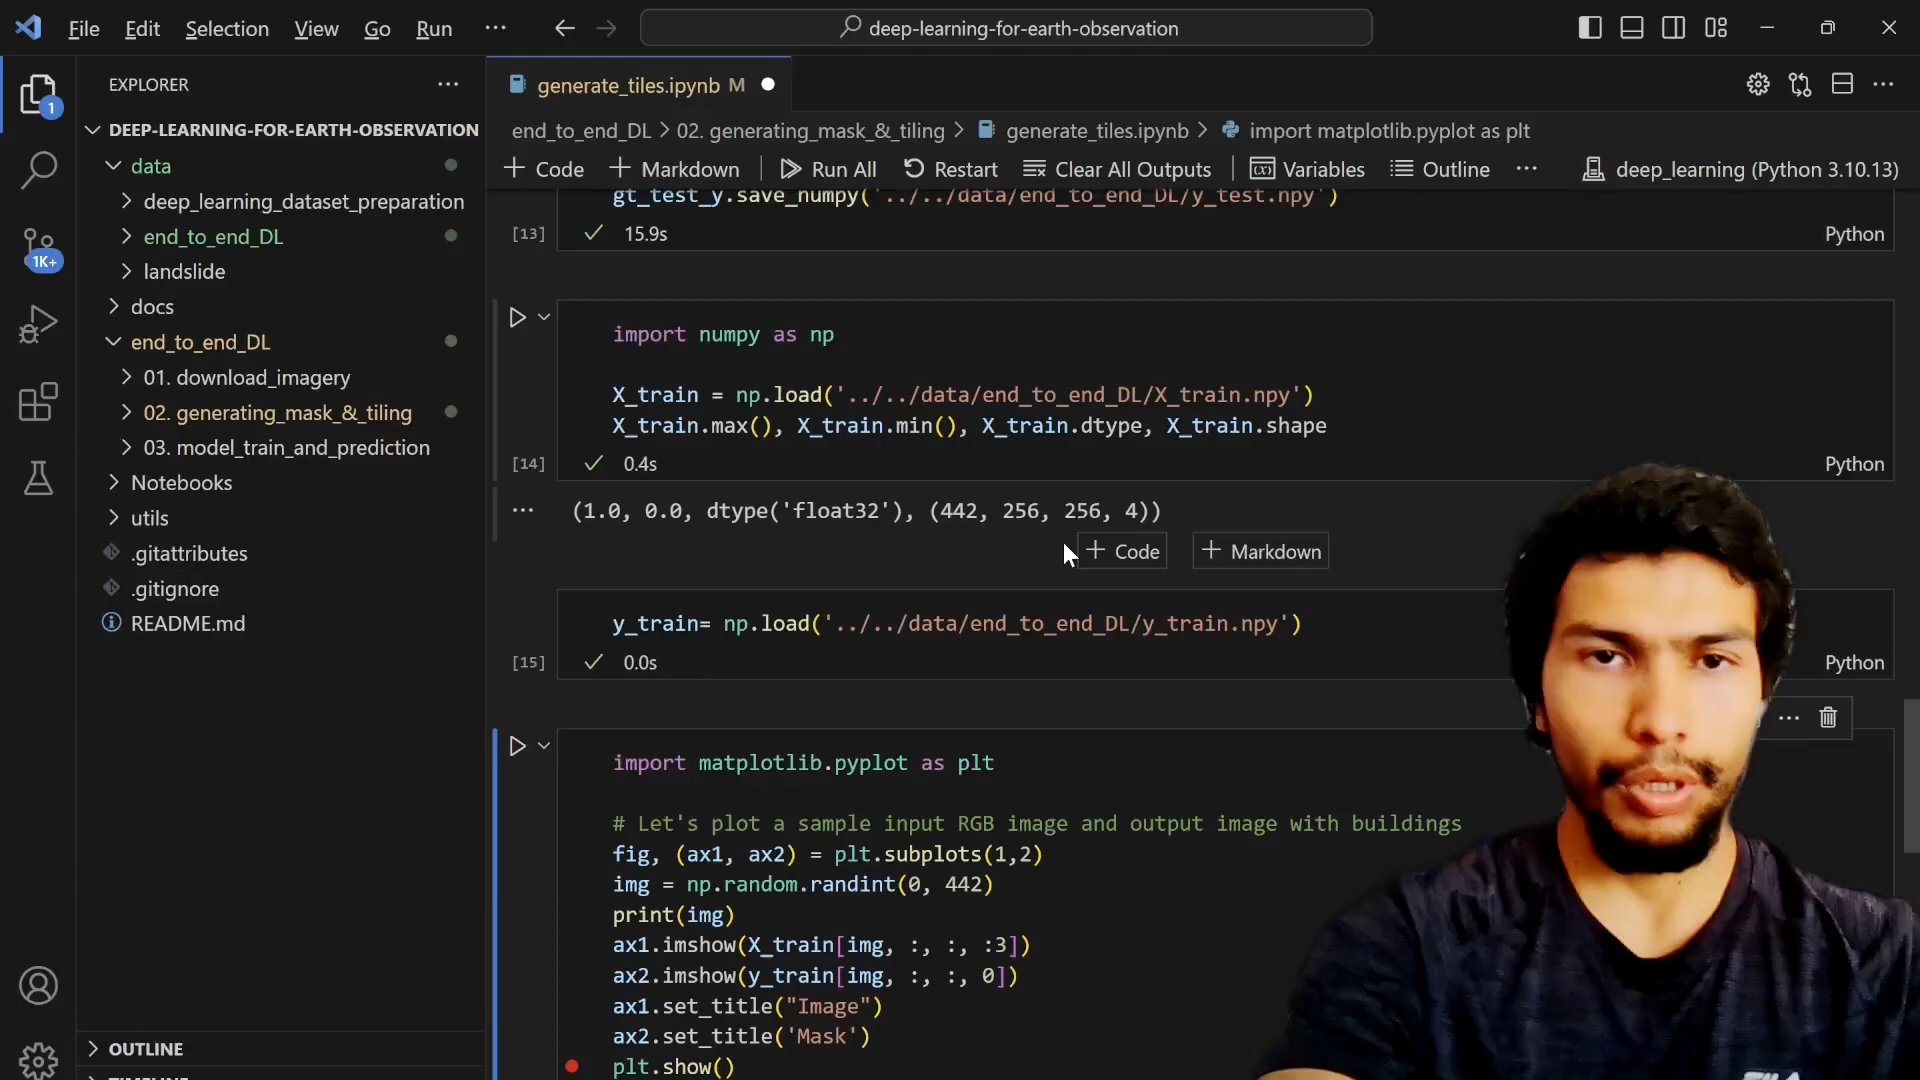 File Edit Selection View Go Run ··· deep-learning-for-earth-observation
EXPLORER ···
1
DEEP-LEARNING-FOR-EARTH-OBSERVATION
data
deep_learning_dataset_preparation
end_to_end_DL
1K+
landslide
docs
end_to_end_DL
01. download_imagery
02. generating_mask_&_tiling
03. model_train_and_prediction
Notebooks
utils
.gitattributes
.gitignore
README.md
OUTLINE
generate_tiles.ipynb M
end_to_end_DL > 02. generating_mask_&_tiling > generate_tiles.ipynb > import matplotlib.pyplot as plt
+ Code + Markdown Run All Restart Clear All Outputs Variables Outline ··· deep_learning (Python 3.10.13)
gt_test_y.save_numpy('../../data/end_to_end_DL/y_test.npy')
[13] 15.9s Python
import numpy as np
X_train = np.load('../../data/end_to_end_DL/X_train.npy')
X_train.max(), X_train.min(), X_train.dtype, X_train.shape
[14] 0.4s Python
(1.0, 0.0, dtype('float32'), (442, 256, 256, 4))
+ Code + Markdown
y_train= np.load('../../data/end_to_end_DL/y_train.npy')
[15] 0.0s Python
import matplotlib.pyplot as plt
# Let's plot a sample input RGB image and output image with buildings
fig, (ax1, ax2) = plt.subplots(1,2)
img = np.random.randint(0, 442)
print(img)
ax1.imshow(X_train[img, :, :, :3])
ax2.imshow(y_train[img, :, :, 0])
ax1.set_title("Image")
ax2.set_title('Mask')
plt.show()